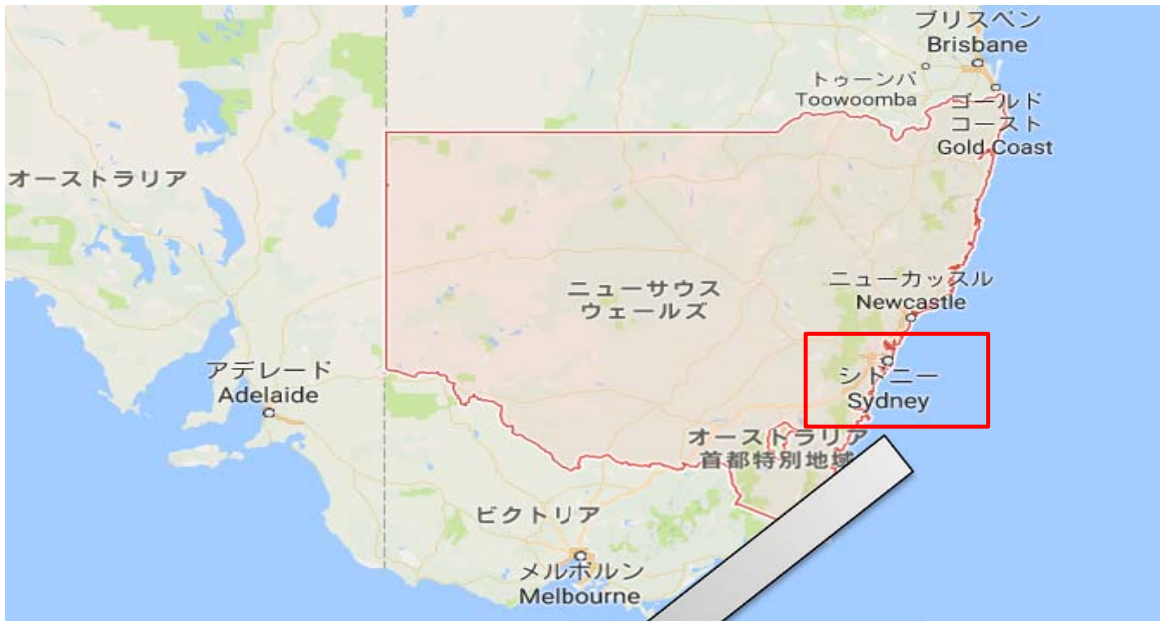 ブリスベン
Brisbane
トゥーンバ
Toowoomba
ゴールド
コースト
Gold Coast
オーストラリア
ニューカッスル
Newcastle
ニューサウス
ウェールズ
シドニー
Sydney
アデレード
Adelaide
オーストラリア
首都特別地域
ビクトリア
メルボルン
Melbourne